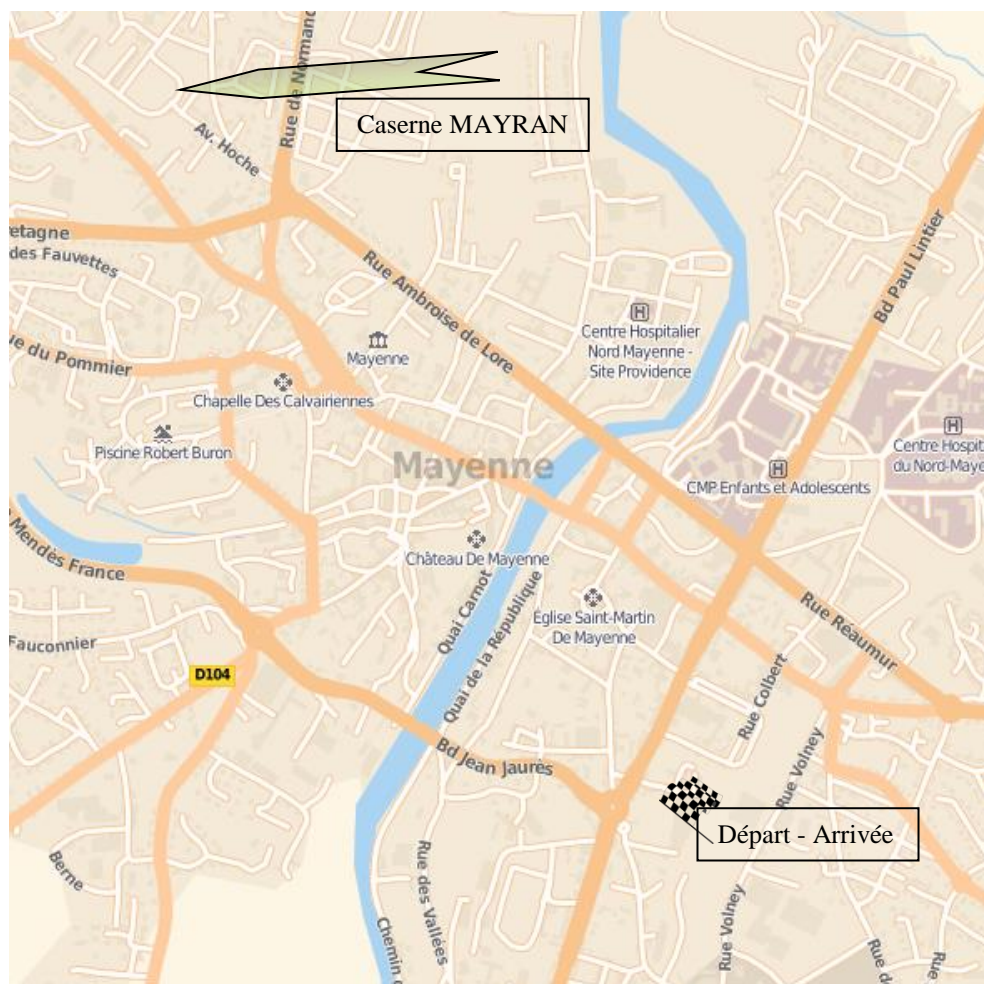 Rue de Normand
Caserne MAYRAN
Av. Hoche
etagne
des Fauvettes
Bd Paul Lintier
Rue Ambroise de Lore
Centre Hospitalier
Nord Mayenne -
Site Providence
Mayenne
ue du Pommier
Chapelle Des Calvairiennes
Piscine Robert Buron
Mayenne
Centre Hospit
du Nord-Maye
CMP Enfants et Adolescents
Mendès France
Château De Mayenne
Quai Carnot
Quai de la République
Église Saint-Martin
De Mayenne
Rue Réaumur
Fauconnier
D104
Rue Colbert
Rue Volney
Bd Jean Jaurès
Départ - Arrivée
Berne
Rue des Vallées
Rue Volney
Chemin
Rue d
Rue